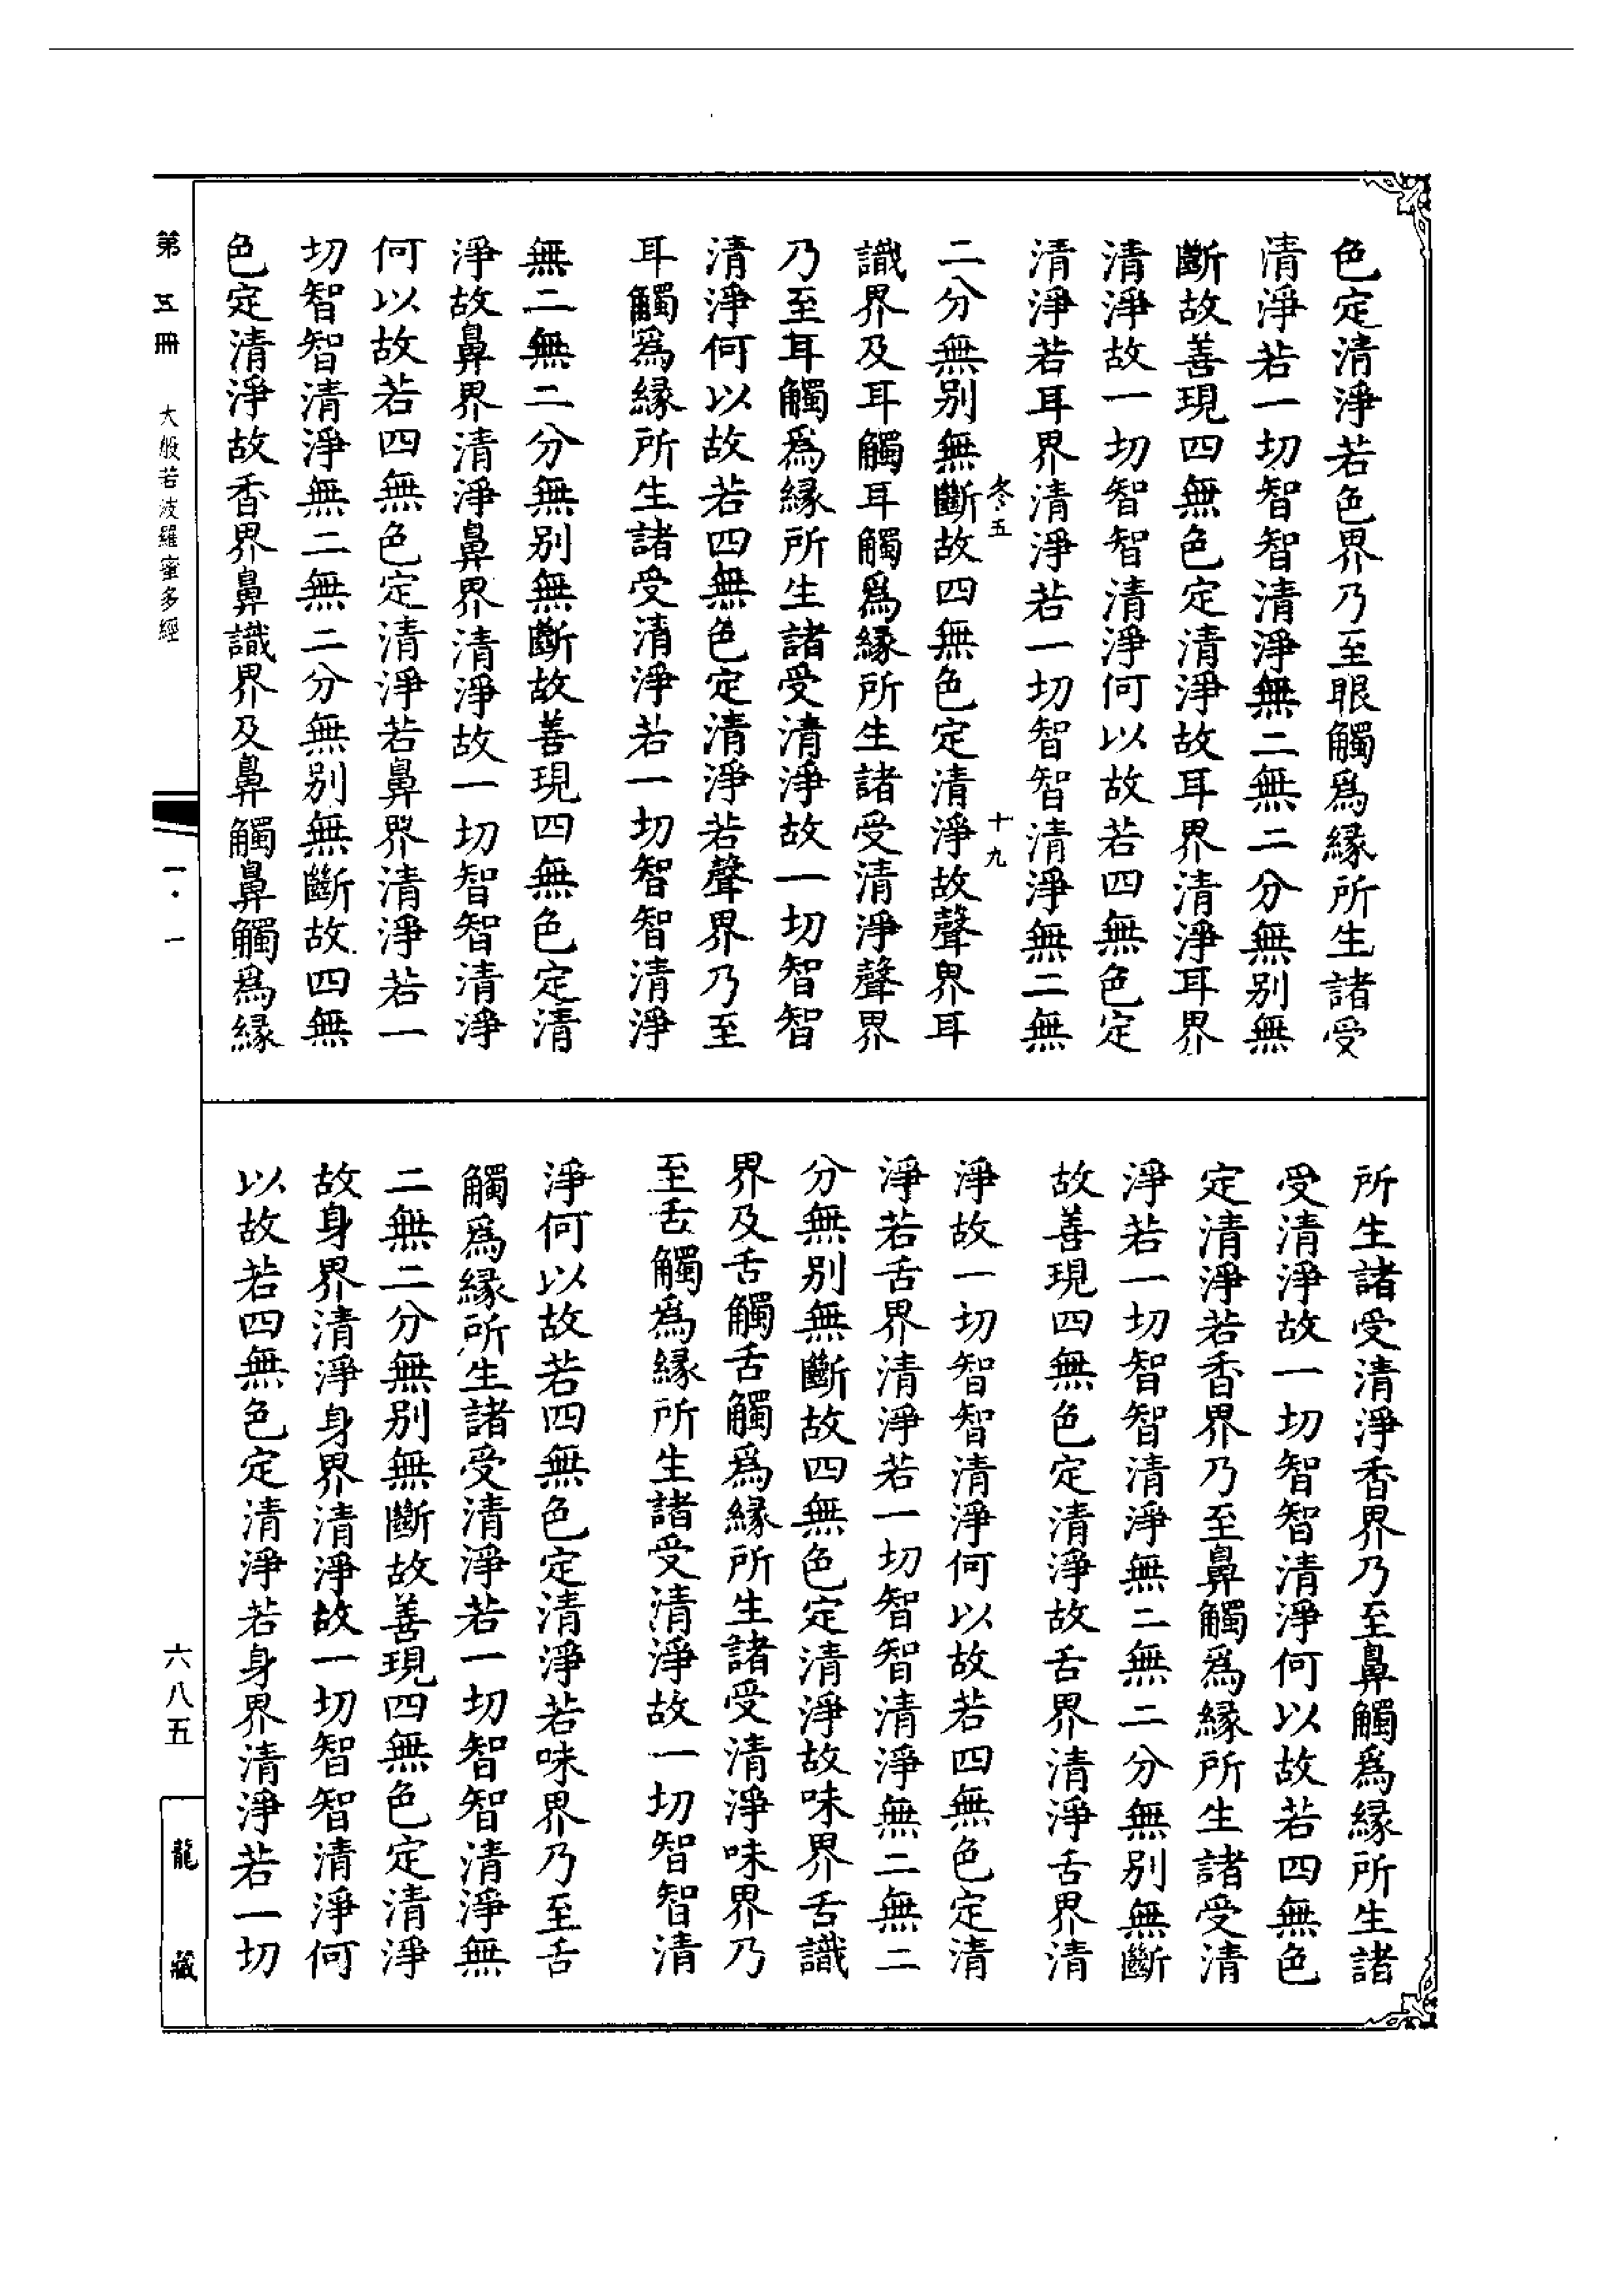 色定清淨若色界乃至眼觸爲緣所生諸受
清淨若一切智智清淨無二無二分無别無
斷故善現四無色定清淨故耳界清淨耳界
清淨故一切智智清淨何以故若四無色定
清淨若耳界清淨若一切智智清淨無二無
冬五 十九
二分無别無斷故四無色定清淨故聲界耳
識界及耳觸耳觸爲緣所生諸受清淨聲界
乃至耳觸爲緣所生諸受清淨故一切智智
清淨何以故若四無色定清淨若聲界乃至
耳觸爲緣所生諸受清淨若一切智智清淨
無二無二分無别無斷故善現四無色定清
淨故鼻界清淨鼻界清淨故一切智智清淨
何以故若四無色定清淨若鼻界清淨若一
切智智清淨無二無二分無别無斷故四無
色定清淨故香界鼻識界及鼻觸鼻觸爲緣
所生諸受清淨香界乃至鼻觸爲緣所生諸
受清淨故一切智智清淨何以故若四無色
定清淨若香界乃至鼻觸爲緣所生諸受清
淨若一切智智清淨無二無二分無别無斷
故善現四無色定清淨故舌界清淨舌界清
淨故一切智智清淨何以故若四無色定清
淨若舌界清淨若一切智智清淨無二無二
分無别無斷故四無色定清淨故味界舌識
界及舌觸舌觸爲緣所生諸受清淨味界乃
至舌觸爲緣所生諸受清淨故一切智智清
淨何以故若四無色定清淨若味界乃至舌
觸爲緣所生諸受清淨若一切智智清淨無
二無二分無别無斷故善現四無色定清淨
故身界清淨身界清淨故一切智智清淨何
以故若四無色定清淨若身界清淨若一切
第五冊 大般若波羅蜜多經 一·一
六八五
龍藏